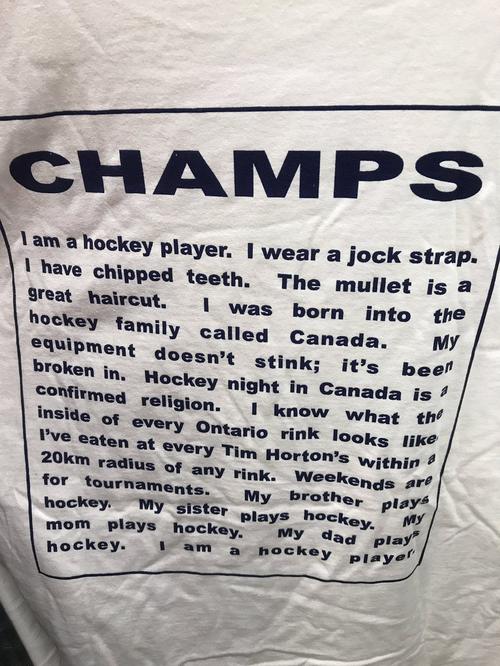 CHAMPS
I am a hockey player. I wear a jock strap.
I have chipped teeth. The mullet is a
great haircut. I was born into the
hockey family called Canada. My
equipment doesn't stink; it's been
broken in. Hockey night in Canada is a
confirmed religion. I know what the
inside of every Ontario rink looks like
I've eaten at every Tim Horton's within a
20km radius of any rink. Weekends are
for tournaments. My brother plays
hockey. My sister plays hockey. My
mom plays hockey. My dad plays
hockey. I am a hockey player.